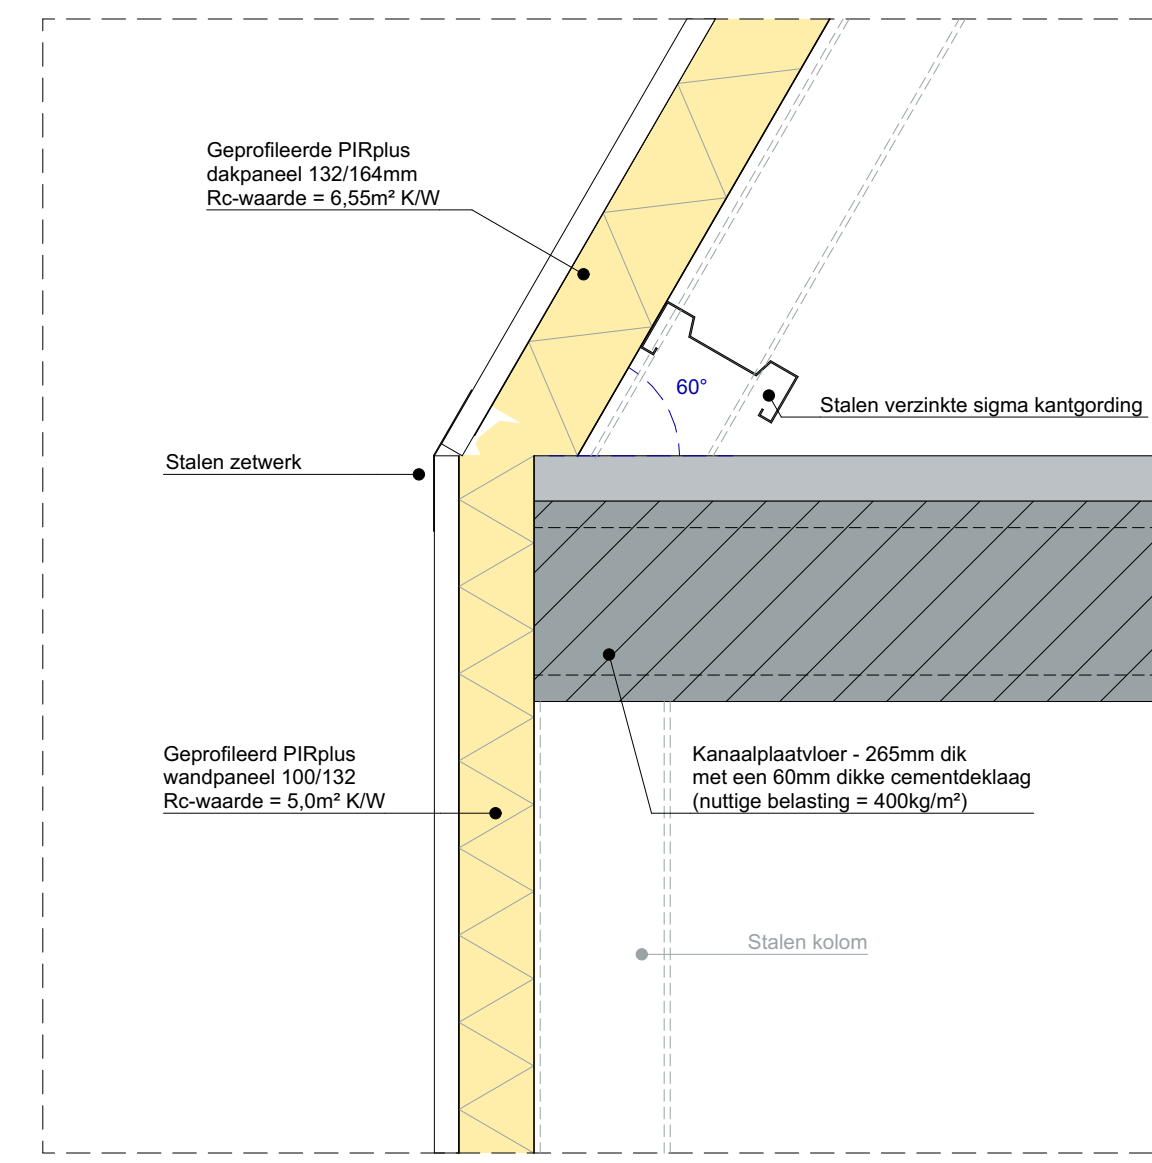 Geprofileerde PIRplus
dakpaneel 132/164mm
Rc-waarde = 6,55m² K/W
60°
Stalen verzinkte sigma kantgording
Stalen zetwerk
Geprofileerd PIRplus
wandpaneel 100/132
Rc-waarde = 5,0m² K/W
Kanaalplaatvloer - 265mm dik
met een 60mm dikke cementdeklaag
(nuttige belasting = 400kg/m²)
Stalen kolom